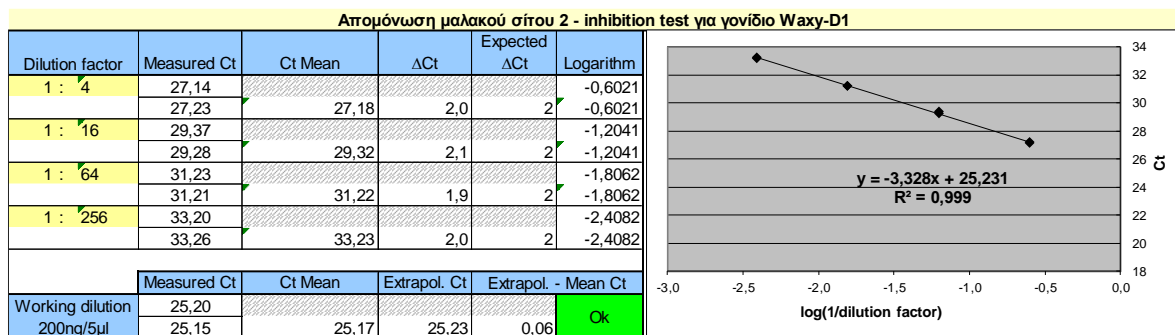 Απομόνωση μαλακού σίτου 2 - inhibition test για γονίδιο Waxy-D1
Expected
Dilution factor Measured Ct Ct Mean ΔCt ΔCt Logarithm
1 : 4 27,14 -0,6021
27,23 27,18 2,0 2 -0,6021
1 : 16 29,37 -1,2041
29,28 29,32 2,1 2 -1,2041
1 : 64 31,23 -1,8062
31,21 31,22 1,9 2 -1,8062
1 : 256 33,20 -2,4082
33,26 33,23 2,0 2 -2,4082
Measured Ct Ct Mean Extrapol. Ct Extrapol. - Mean Ct
Working dilution 25,20
200ng/5μl 25,15 25,17 25,23 0,06 Ok
34
32
30
28
26
24
22
20
18
Ct
y = -3,328x + 25,231
R² = 0,999
-3,0 -2,5 -2,0 -1,5 -1,0 -0,5 0,0
log(1/dilution factor)